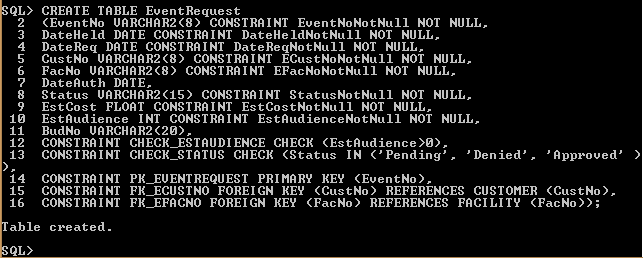 SQL> CREATE TABLE EventRequest
2 (EventNo VARCHAR2(8) CONSTRAINT EventNoNotNull NOT NULL,
3 DateHeld DATE CONSTRAINT DateHeldNotNull NOT NULL,
4 DateReq DATE CONSTRAINT DateReqNotNull NOT NULL,
5 CustNo VARCHAR2(8) CONSTRAINT ECustNoNotNull NOT NULL,
6 FacNo VARCHAR2(8) CONSTRAINT EFacNoNotNull NOT NULL,
7 DateAuth DATE,
8 Status VARCHAR2(15) CONSTRAINT StatusNotNull NOT NULL,
9 EstCost FLOAT CONSTRAINT EstCostNotNull NOT NULL,
10 EstAudience INT CONSTRAINT EstAudienceNotNull NOT NULL,
11 BudNo VARCHAR2(20),
12 CONSTRAINT CHECK_ESTAUDIENCE CHECK (EstAudience>0),
13 CONSTRAINT CHECK_STATUS CHECK (Status IN ('Pending', 'Denied', 'Approved' )
),
14 CONSTRAINT PK_EVENTREQUEST PRIMARY KEY (EventNo),
15 CONSTRAINT FK_ECUSTNO FOREIGN KEY (CustNo) REFERENCES CUSTOMER (CustNo),
16 CONSTRAINT FK_EFACNO FOREIGN KEY (FacNo) REFERENCES FACILITY (FacNo));
Table created.
SQL>